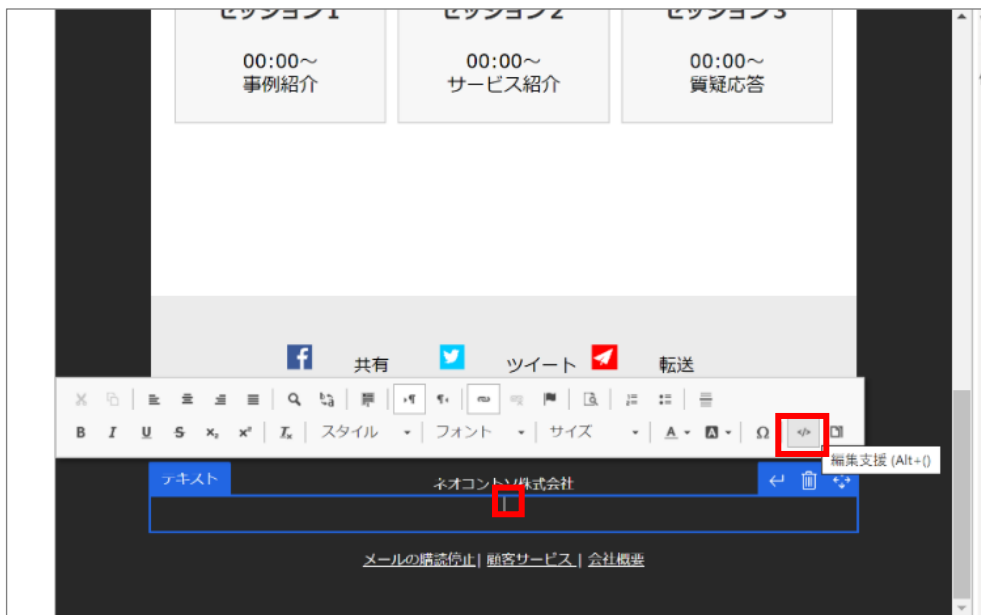 セッション1 セッション2 セッション3
00:00～ 00:00～ 00:00～
事例紹介 サービス紹介 質疑応答
共有 ツイート 転送
B I U S x₂ x² Iₓ スタイル フォント サイズ A A Ω </>
編集支援 (Alt+()
テキスト
ネオコントソ株式会社
メールの購読停止| 顧客サービス | 会社概要